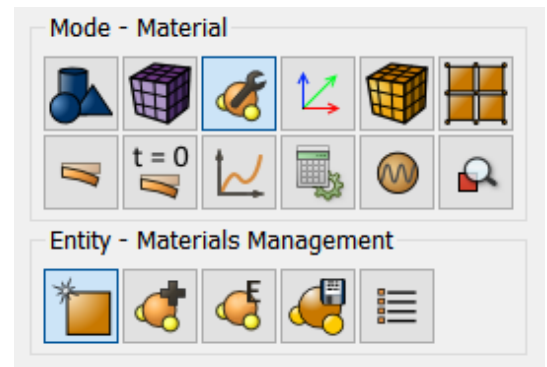 Mode - Material
t = 0
Entity - Materials Management
E